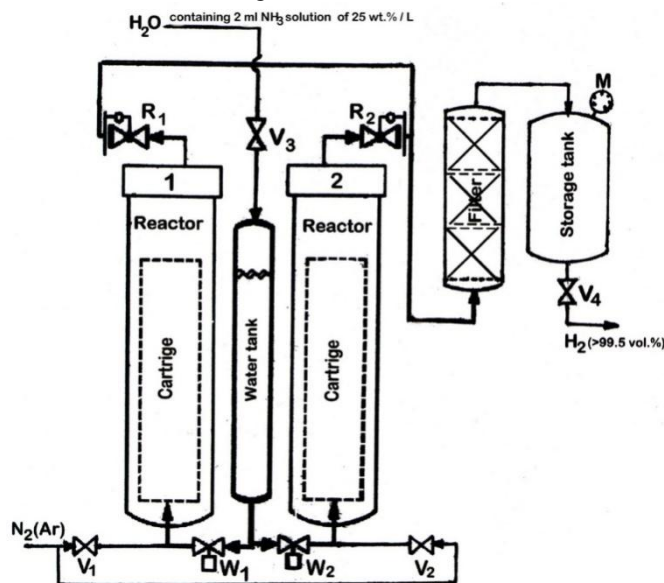 H2O containing 2 ml NH3 solution of 25 wt.% / L
M
R1
R2
V3
1
2
Reactor
Reactor
Cartrige
Water tank
Cartrige
Filter
Storage tank
V4
H2(>99.5 vol.%)
N2(Ar)
V1
W1
W2
V2